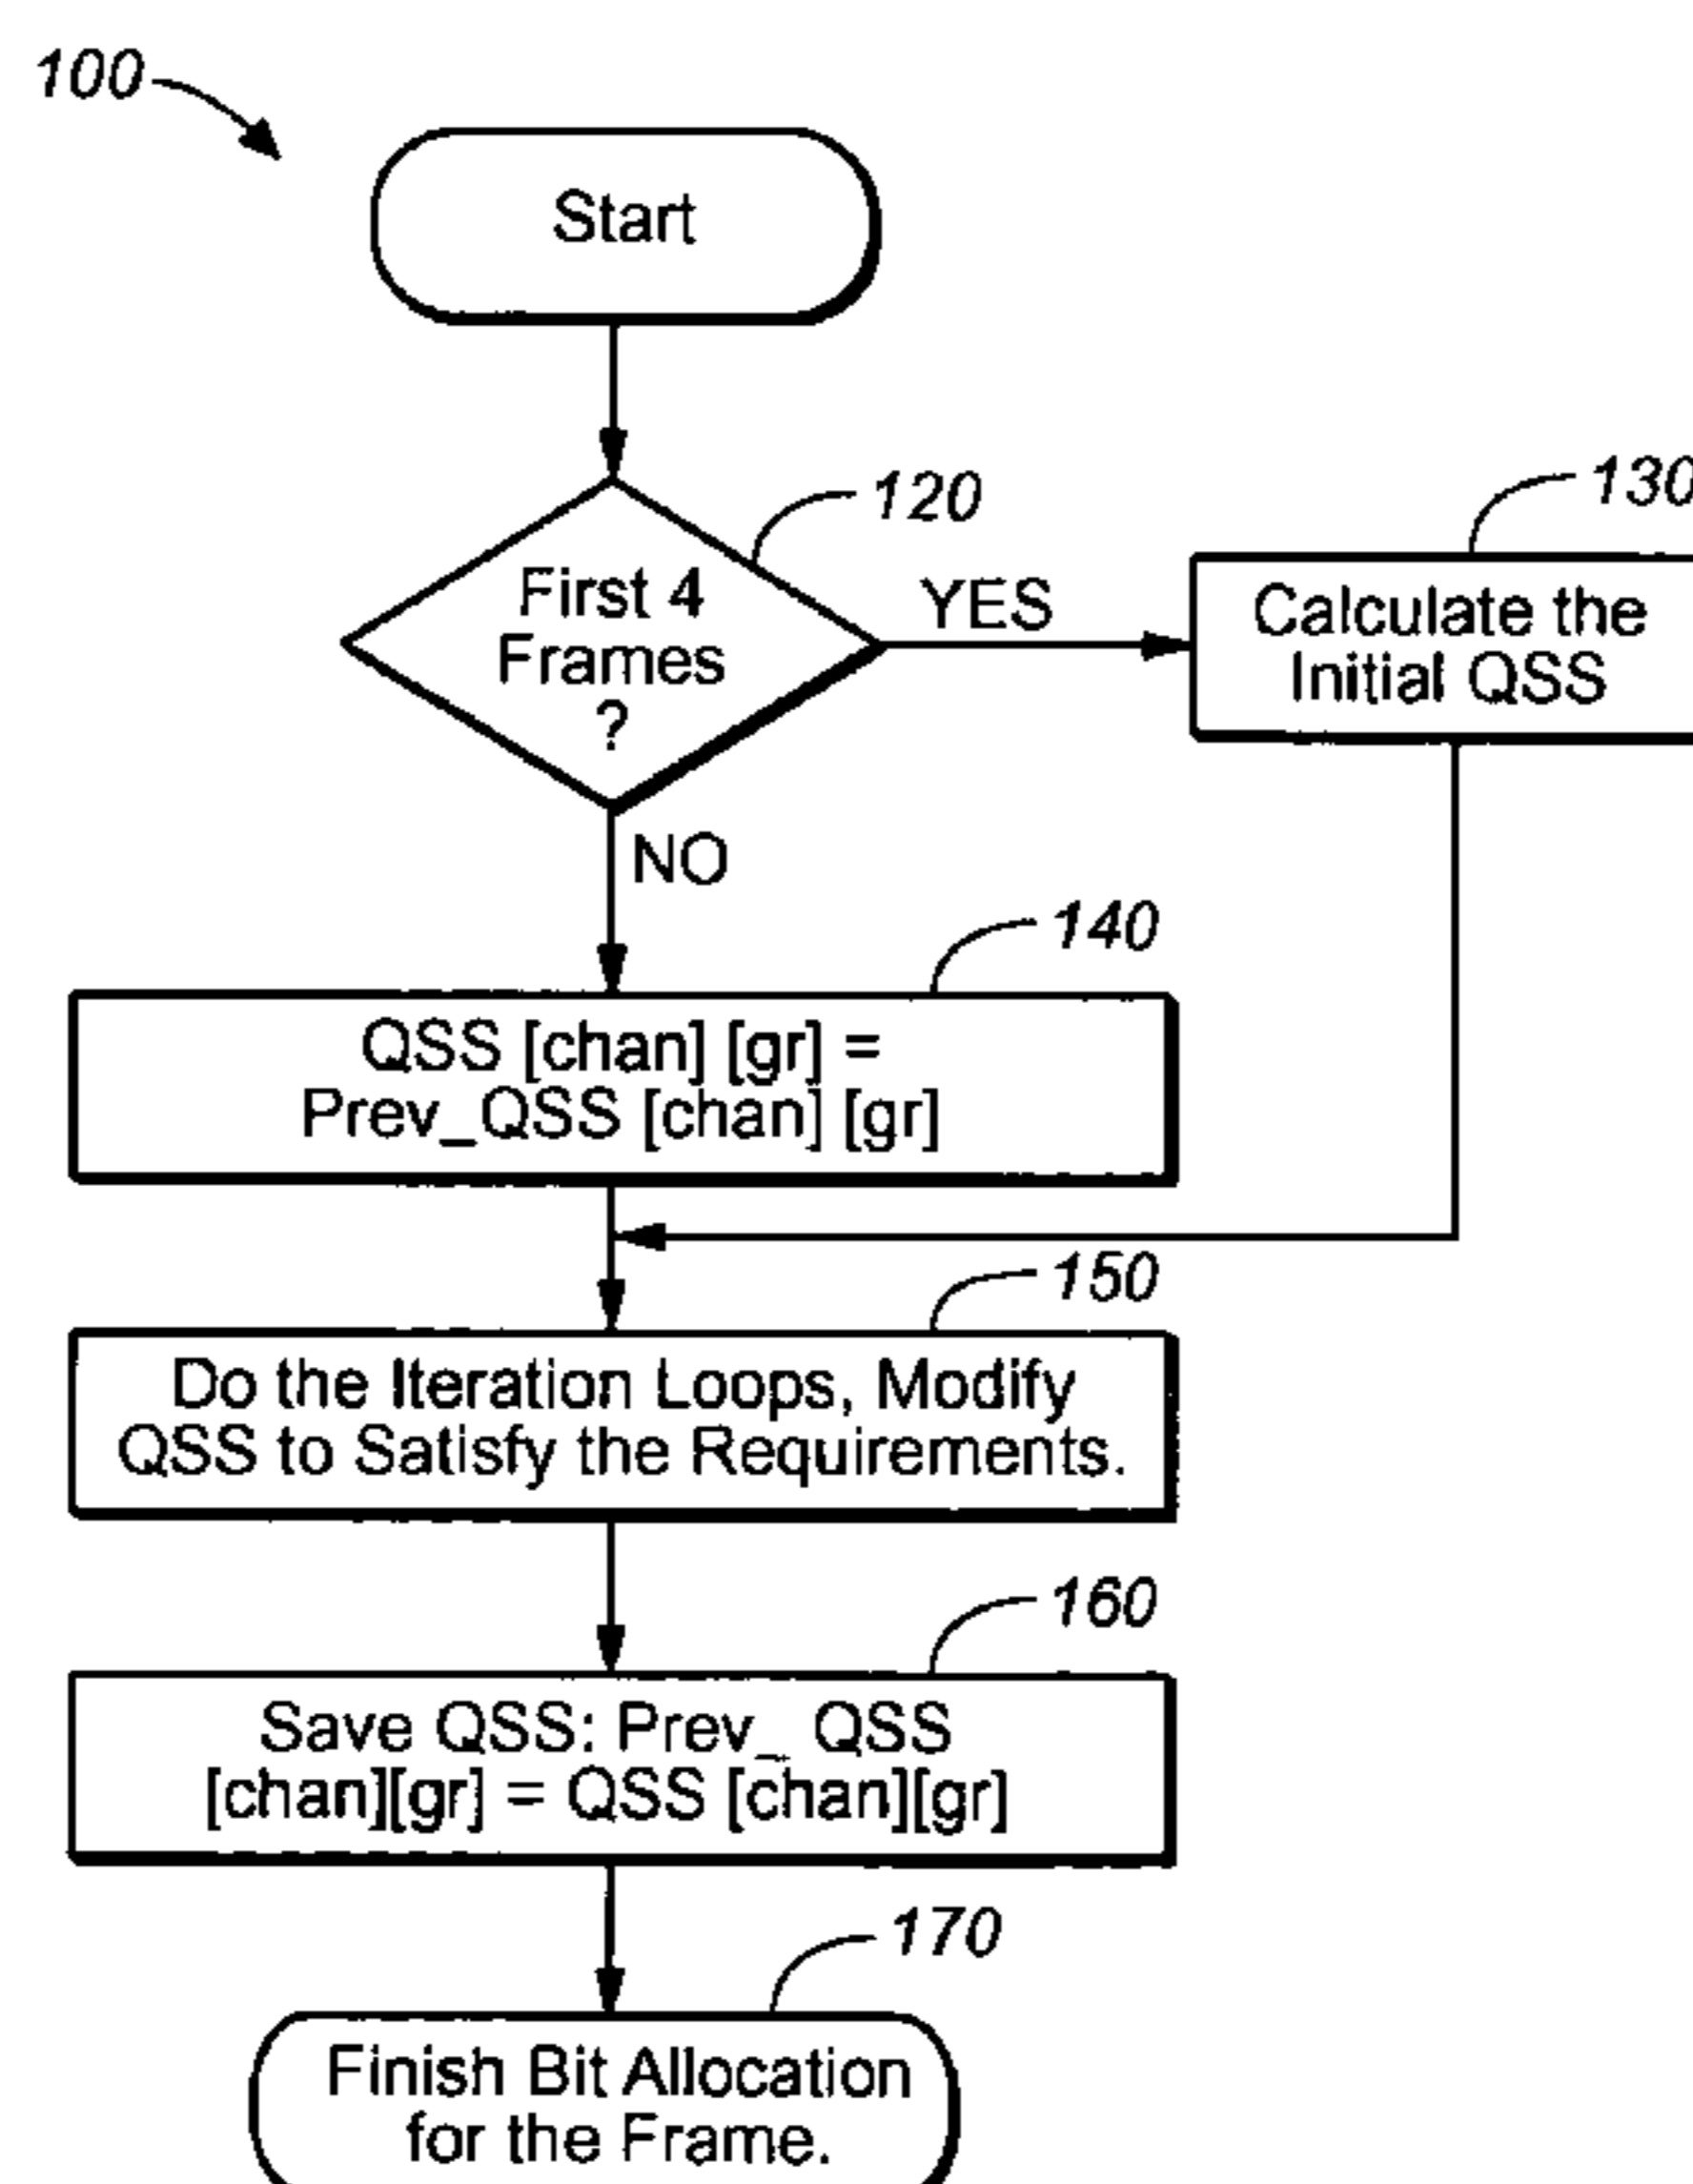 100
Start
120
First 4
Frames
?
YES
130
Calculate the
Initial QSS
NO
140
QSS [chan] [gr] =
Prev_QSS [chan] [gr]
150
Do the Iteration Loops, Modify
QSS to Satisfy the Requirements.
160
Save QSS: Prev_ QSS
[chan][gr] = QSS [chan][gr]
170
Finish Bit Allocation
for the Frame.